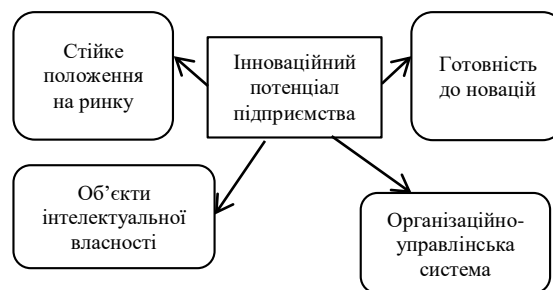 Стійке
положення
на ринку
Інноваційний
потенціал
підприємства
Готовність
до новацій
Об’єкти
інтелектуальної
власності
Організаційно-
управлінська
система